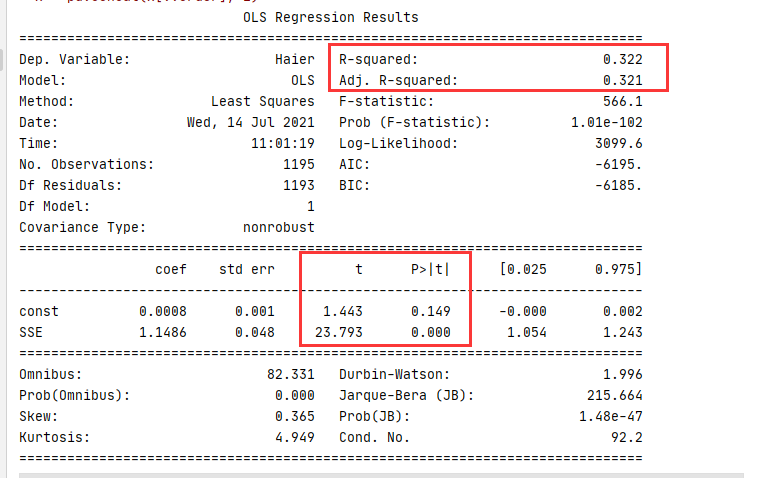 OLS Regression Results
==============================================================================
Dep. Variable:                  Haier   R-squared:                       0.322
Model:                            OLS   Adj. R-squared:                  0.321
Method:                 Least Squares   F-statistic:                     566.1
Date:                Wed, 14 Jul 2021   Prob (F-statistic):          1.01e-102
Time:                        11:01:19   Log-Likelihood:                 3099.6
No. Observations:                1195   AIC:                            -6195.
Df Residuals:                    1193   BIC:                            -6185.
Df Model:                           1
Covariance Type:            nonrobust
==============================================================================
coef    std err          t      P>|t|      [0.025      0.975]
------------------------------------------------------------------------------
const          0.0008      0.001      1.443      0.149      -0.000       0.002
SSE            1.1486      0.048     23.793      0.000       1.054       1.243
==============================================================================
Omnibus:                       82.331   Durbin-Watson:                   1.996
Prob(Omnibus):                  0.000   Jarque-Bera (JB):              215.664
Skew:                           0.365   Prob(JB):                     1.48e-47
Kurtosis:                       4.949   Cond. No.                         92.2
==============================================================================